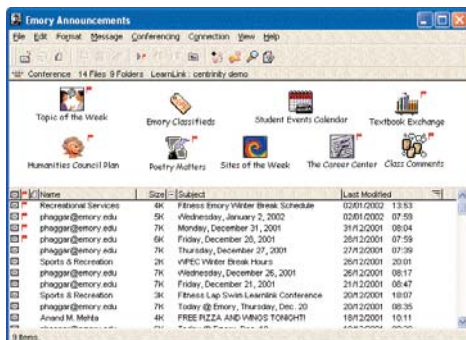 Emory Announcements
File Edit Format Message Conferencing Connection View Help
Conference 14 Files 9 Folders LearnLink : centrinity demo
Topic of the Week
Emory Classifieds
Student Events Calendar
Textbook Exchange
Humanities Council Plan
Poetry Matters
Sites of the Week
The Career Center
Class Comments
Name Size Subject Last Modified
Recreational Services 4K Fitness Emory Winter Break Schedule 02/01/2002 13:53
phaggar@emory.edu 5K Wednesday, January 2, 2002 02/01/2002 07:59
phaggar@emory.edu 7K Monday, December 31, 2001 31/12/2001 08:04
phaggar@emory.edu 6K Friday, December 28, 2001 28/12/2001 07:59
phaggar@emory.edu 7K Thursday, December 27, 2001 27/12/2001 07:39
Sports & Recreation 2K WPEC Winter Break Hours 26/12/2001 20:01
phaggar@emory.edu 7K Wednesday, December 26, 2001 26/12/2001 08:17
phaggar@emory.edu 7K Friday, December 21, 2001 21/12/2001 08:47
Sports & Recreation 3K Fitness Lap Swim Learnlink Conference 20/12/2001 18:07
phaggar@emory.edu 7K Today @ Emory, Thursday, Dec. 20 20/12/2001 08:35
Anand M. Mehta 4K FREE PIZZA AND WINGS TONIGHT! 18/12/2001 10:11